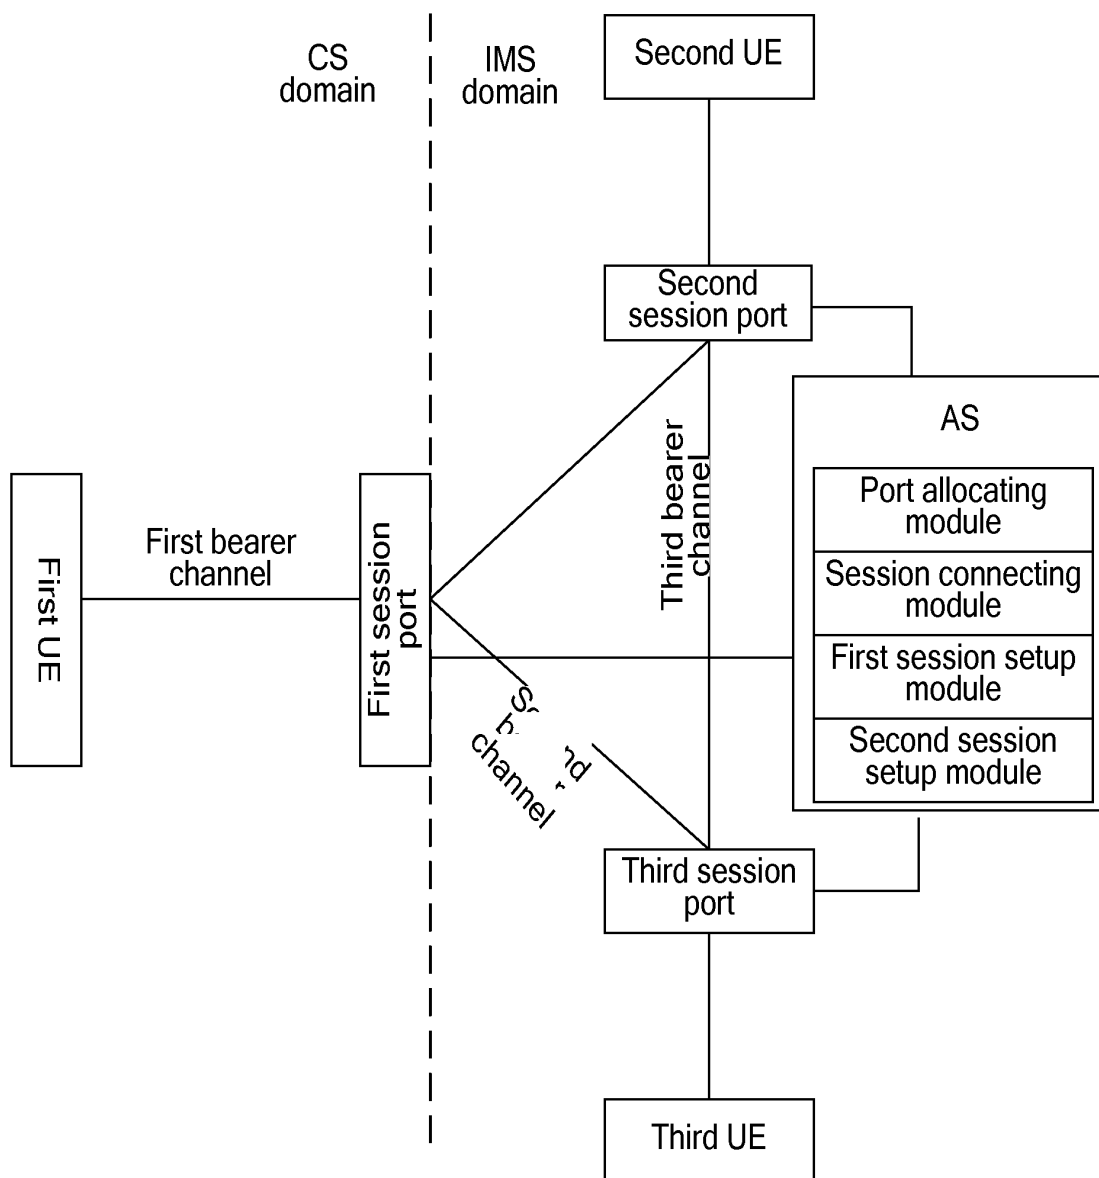 CS
domain
IMS
domain
Second UE
Second
session port
AS
Port allocating
module
Session connecting
module
First session setup
module
Second session
setup module
Third bearer
channel
First bearer
channel
First UE
First session
port
channel
Third session
port
Third UE